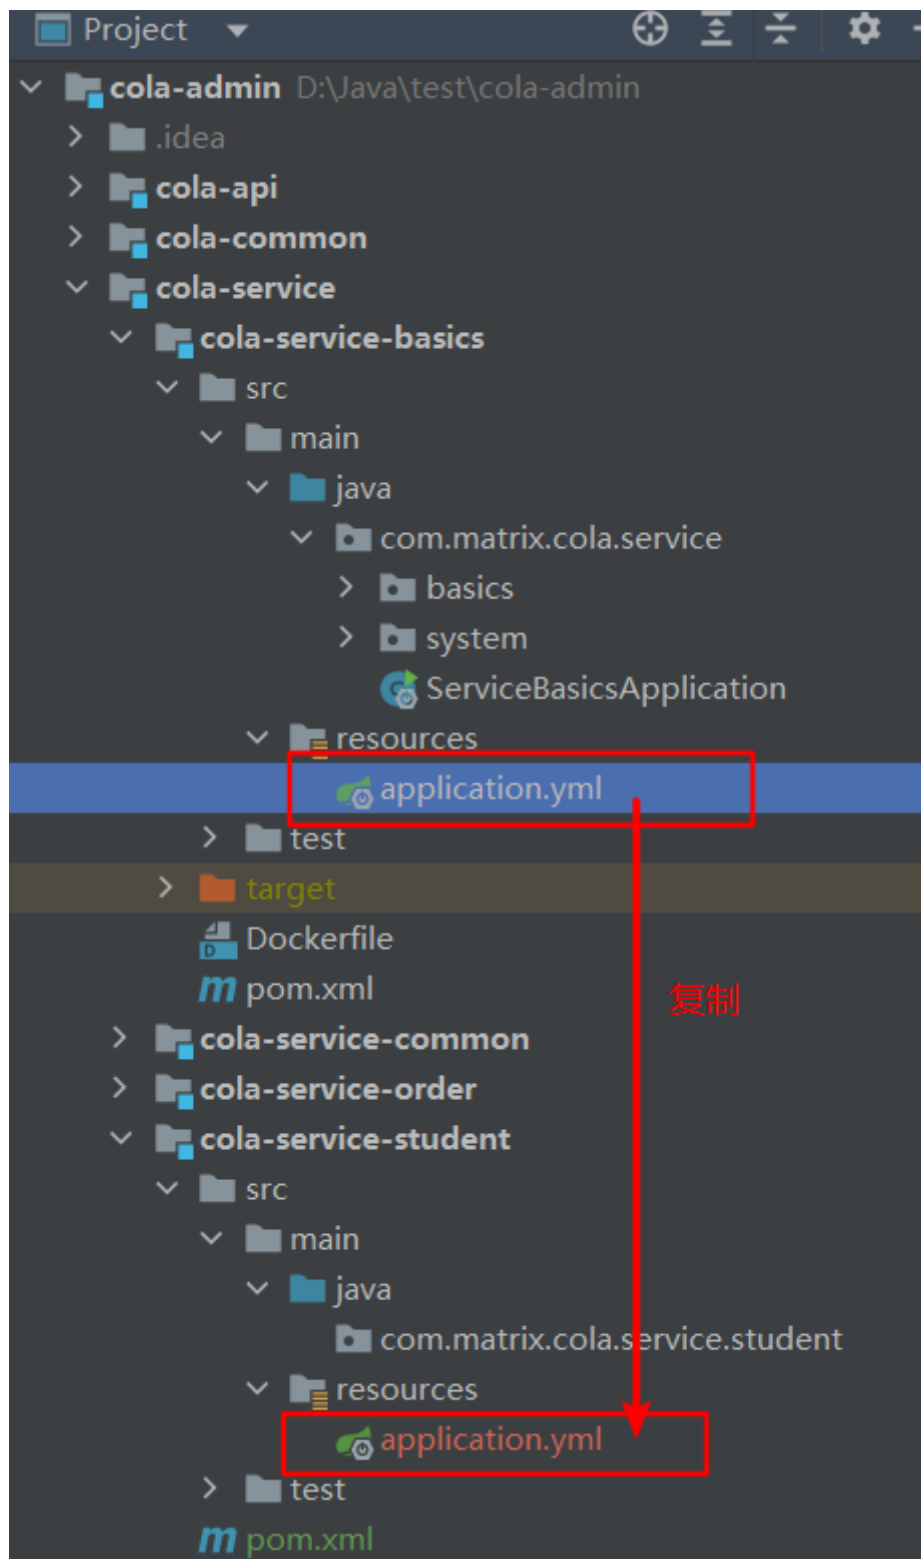 Project
cola-admin D:\Java\test\cola-admin
.idea
cola-api
cola-common
cola-service
cola-service-basics
src
main
java
com.matrix.cola.service
basics
system
ServiceBasicsApplication
resources
application.yml
test
target
Dockerfile
pom.xml
复制
cola-service-common
cola-service-order
cola-service-student
src
main
java
com.matrix.cola.service.student
resources
application.yml
test
pom.xml